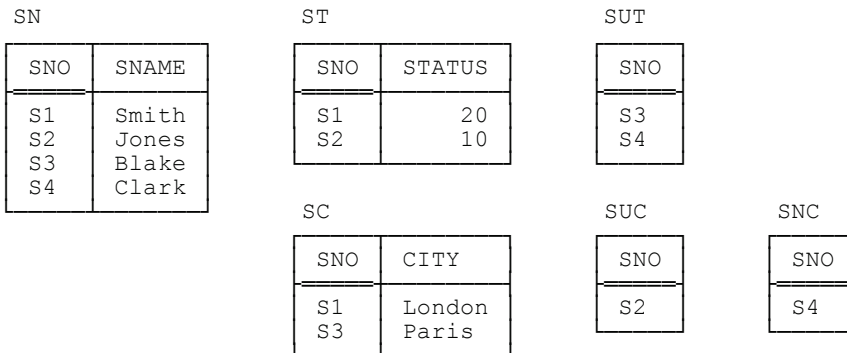 SN ST SUT
SNO SNAME SNO STATUS SNO
S1 Smith S1 20 S3
S2 Jones S2 10 S4
S3 Blake
S4 Clark
SC SUC SNC
SNO CITY SNO SNO
S1 London S2 S4
S3 Paris